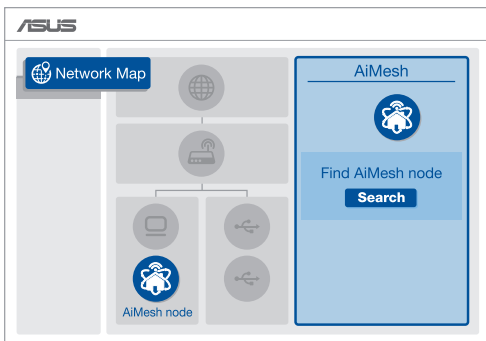 ASUS
Network Map
AiMesh
Find AiMesh node
Search
AiMesh node